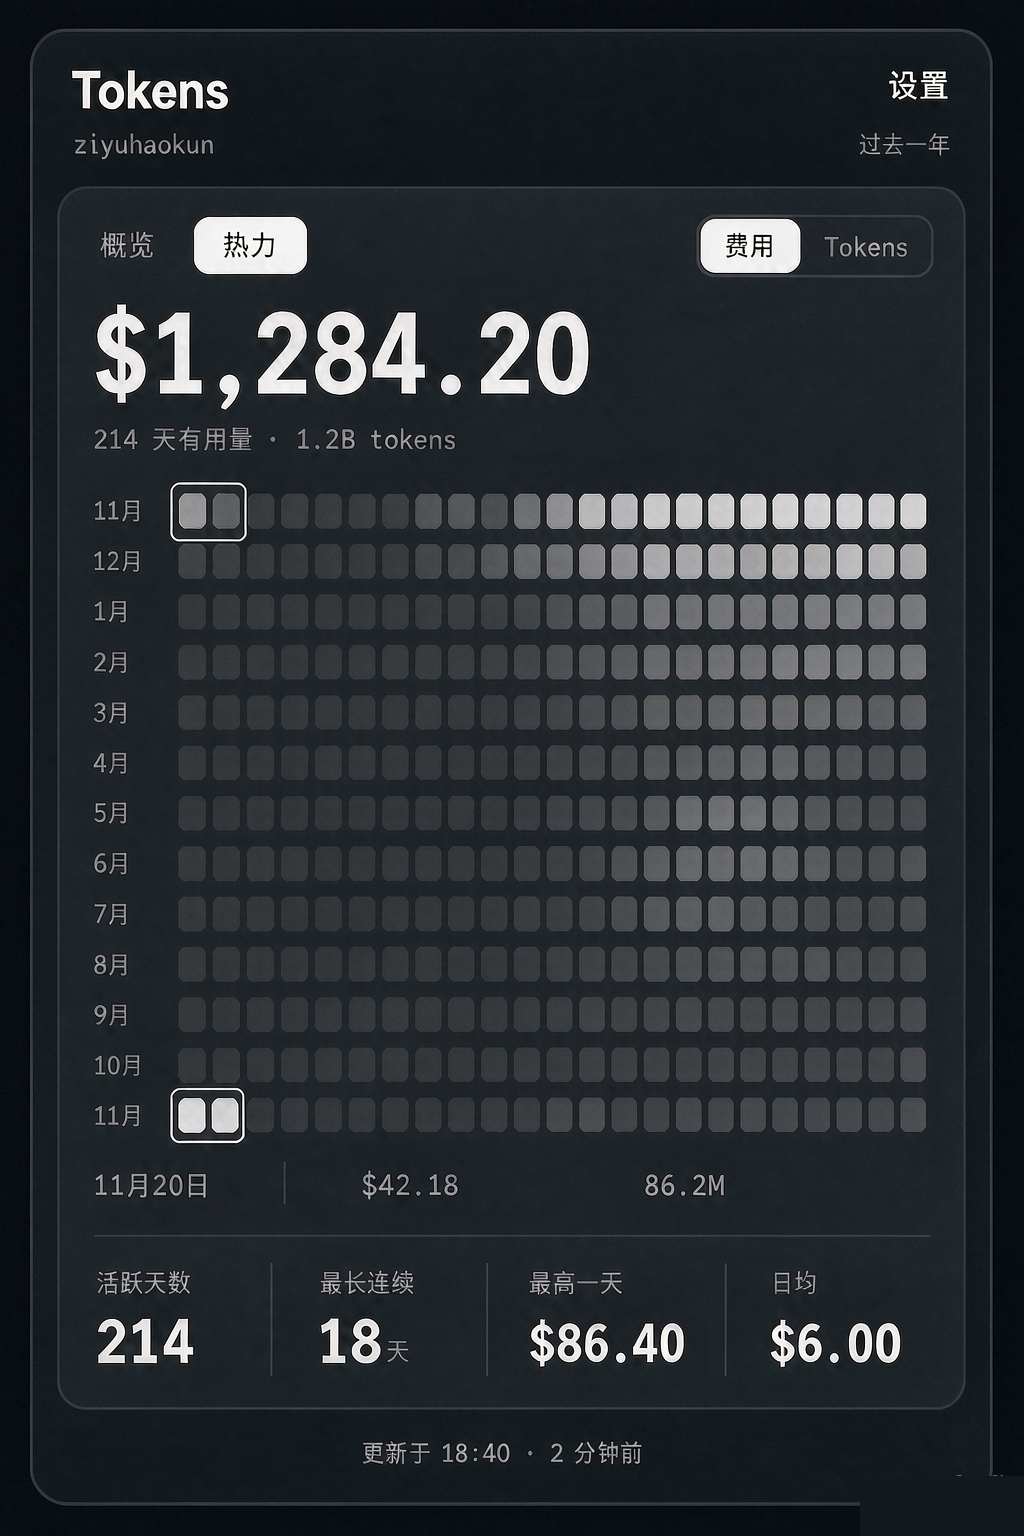 Tokens
设置
ziyuhaokun
过去一年
概览 热力 费用 Tokens
$1,284.20
214 天有用量 · 1.2B tokens
11月
12月
1月
2月
3月
4月
5月
6月
7月
8月
9月
10月
11月
11月20日 $42.18 86.2M
活跃天数 最长连续 最高一天 日均
214 18天 $86.40 $6.00
更新于 18:40 · 2 分钟前